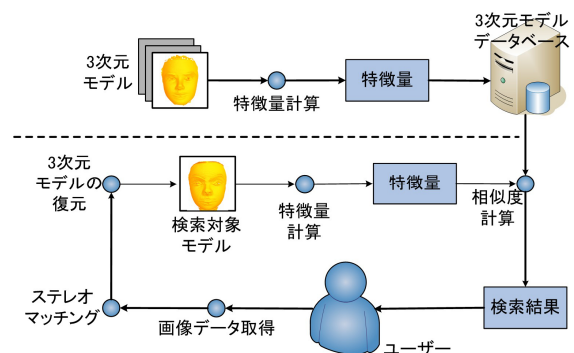 3次元モデル
データベース
3次元
モデル
特徴量計算
特徴量
3次元
モデルの
復元
検索対象
モデル
特徴量
計算
特徴量
相似度
計算
ステレオ
マッチング
画像データ取得
ユーザー
検索結果